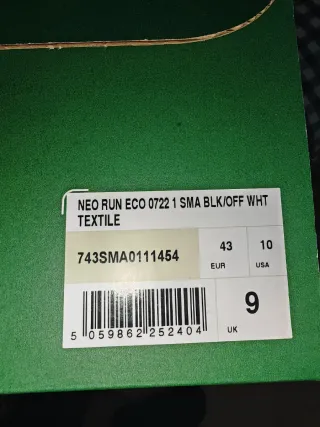 NEO RUN ECO 0722 1 SMA BLK/OFF WHT
TEXTILE
743SMA0111454
43
EUR
10
USA
5 059862 252404
9
UK